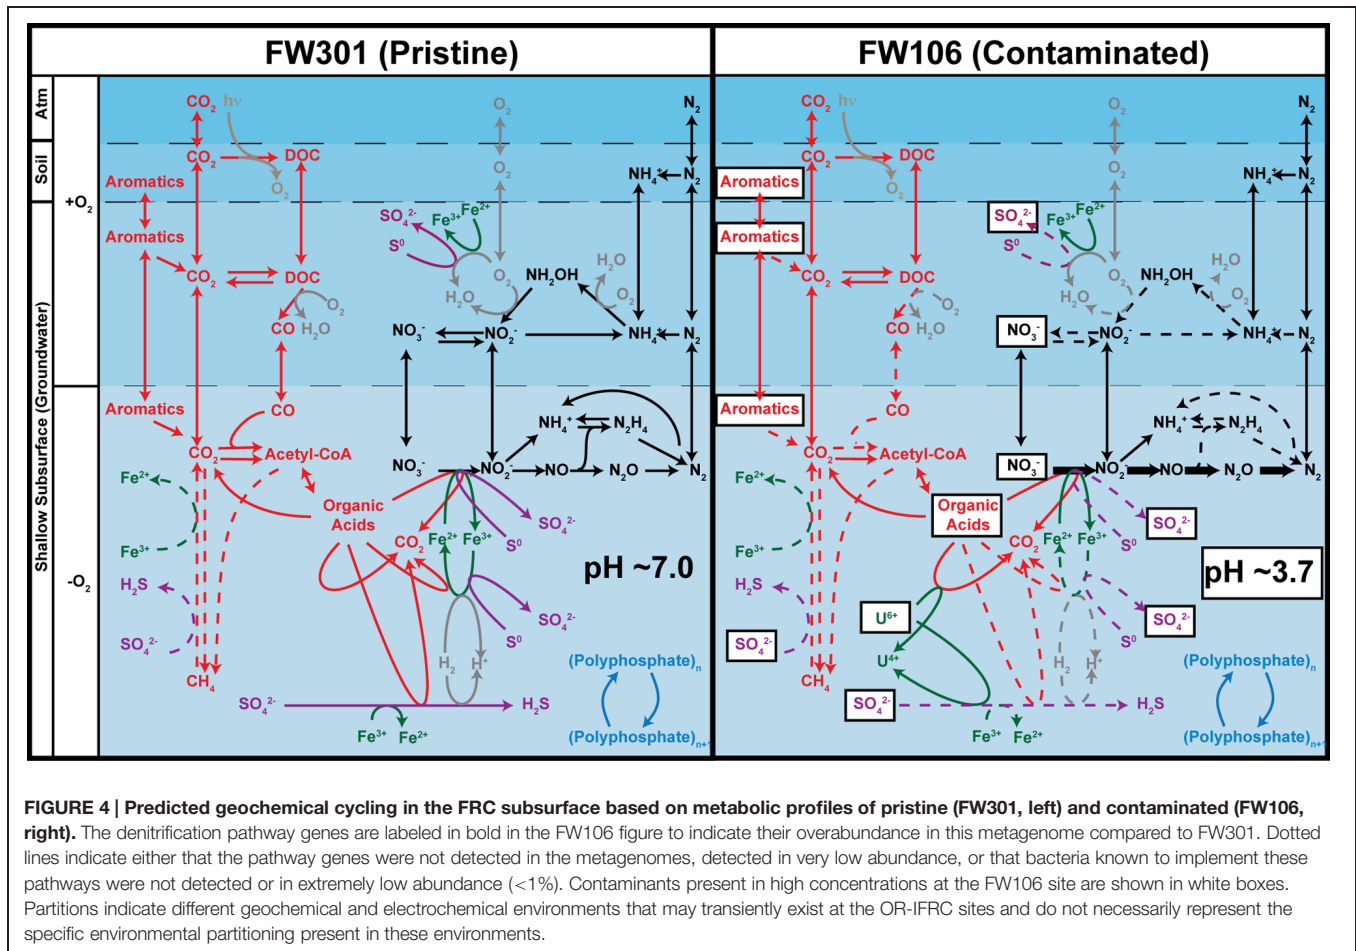 FW301 (Pristine)
FW106 (Contaminated)
Atm
Soil
Shallow Subsurface (Groundwater)
+O₂
-O₂
CO₂
hν
O₂
N₂
CO₂
DOC
O₂
O₂
NH₄⁺
N₂
Aromatics
SO₄²⁻
Fe³⁺
Fe²⁺
Aromatics
S⁰
CO₂
DOC
O₂
NH₂OH
H₂O
H₂O
O₂
O₂
CO
H₂O
NO₃⁻
NO₂⁻
NH₄⁺
N₂
Aromatics
CO
NH₄⁺
N₂H₄
CO₂
Acetyl-CoA
NO₃⁻
NO₂⁻
NO
N₂O
N₂
Fe²⁺
Organic
Acids
SO₄²⁻
Fe³⁺
CO₂
Fe²⁺
Fe³⁺
S⁰
pH ~7.0
H₂S
SO₄²⁻
SO₄²⁻
S⁰
H₂
H⁺
CH₄
(Polyphosphate)ₙ
SO₄²⁻
H₂S
Fe³⁺
Fe²⁺
(Polyphosphate)ₙ₊₁
CO₂
hν
O₂
N₂
CO₂
DOC
O₂
O₂
NH₄⁺
N₂
Aromatics
SO₄²⁻
Fe³⁺
Fe²⁺
Aromatics
S⁰
CO₂
DOC
O₂
NH₂OH
H₂O
H₂O
O₂
O₂
CO
H₂O
NO₃⁻
NO₂⁻
NH₄⁺
N₂
Aromatics
CO
NH₄⁺
N₂H₄
CO₂
Acetyl-CoA
NO₃⁻
NO₂⁻
NO
N₂O
N₂
Fe²⁺
Organic
Acids
SO₄²⁻
Fe³⁺
CO₂
Fe²⁺
Fe³⁺
S⁰
pH ~3.7
H₂S
U⁶⁺
SO₄²⁻
SO₄²⁻
S⁰
U⁴⁺
H₂
H⁺
CH₄
(Polyphosphate)ₙ
SO₄²⁻
H₂S
Fe³⁺
Fe²⁺
(Polyphosphate)ₙ₊₁
FIGURE 4 | Predicted geochemical cycling in the FRC subsurface based on metabolic profiles of pristine (FW301, left) and contaminated (FW106,
right). The denitrification pathway genes are labeled in bold in the FW106 figure to indicate their overabundance in this metagenome compared to FW301. Dotted
lines indicate either that the pathway genes were not detected in the metagenomes, detected in very low abundance, or that bacteria known to implement these
pathways were not detected or in extremely low abundance (<1%). Contaminants present in high concentrations at the FW106 site are shown in white boxes.
Partitions indicate different geochemical and electrochemical environments that may transiently exist at the OR-IFRC sites and do not necessarily represent the
specific environmental partitioning present in these environments.